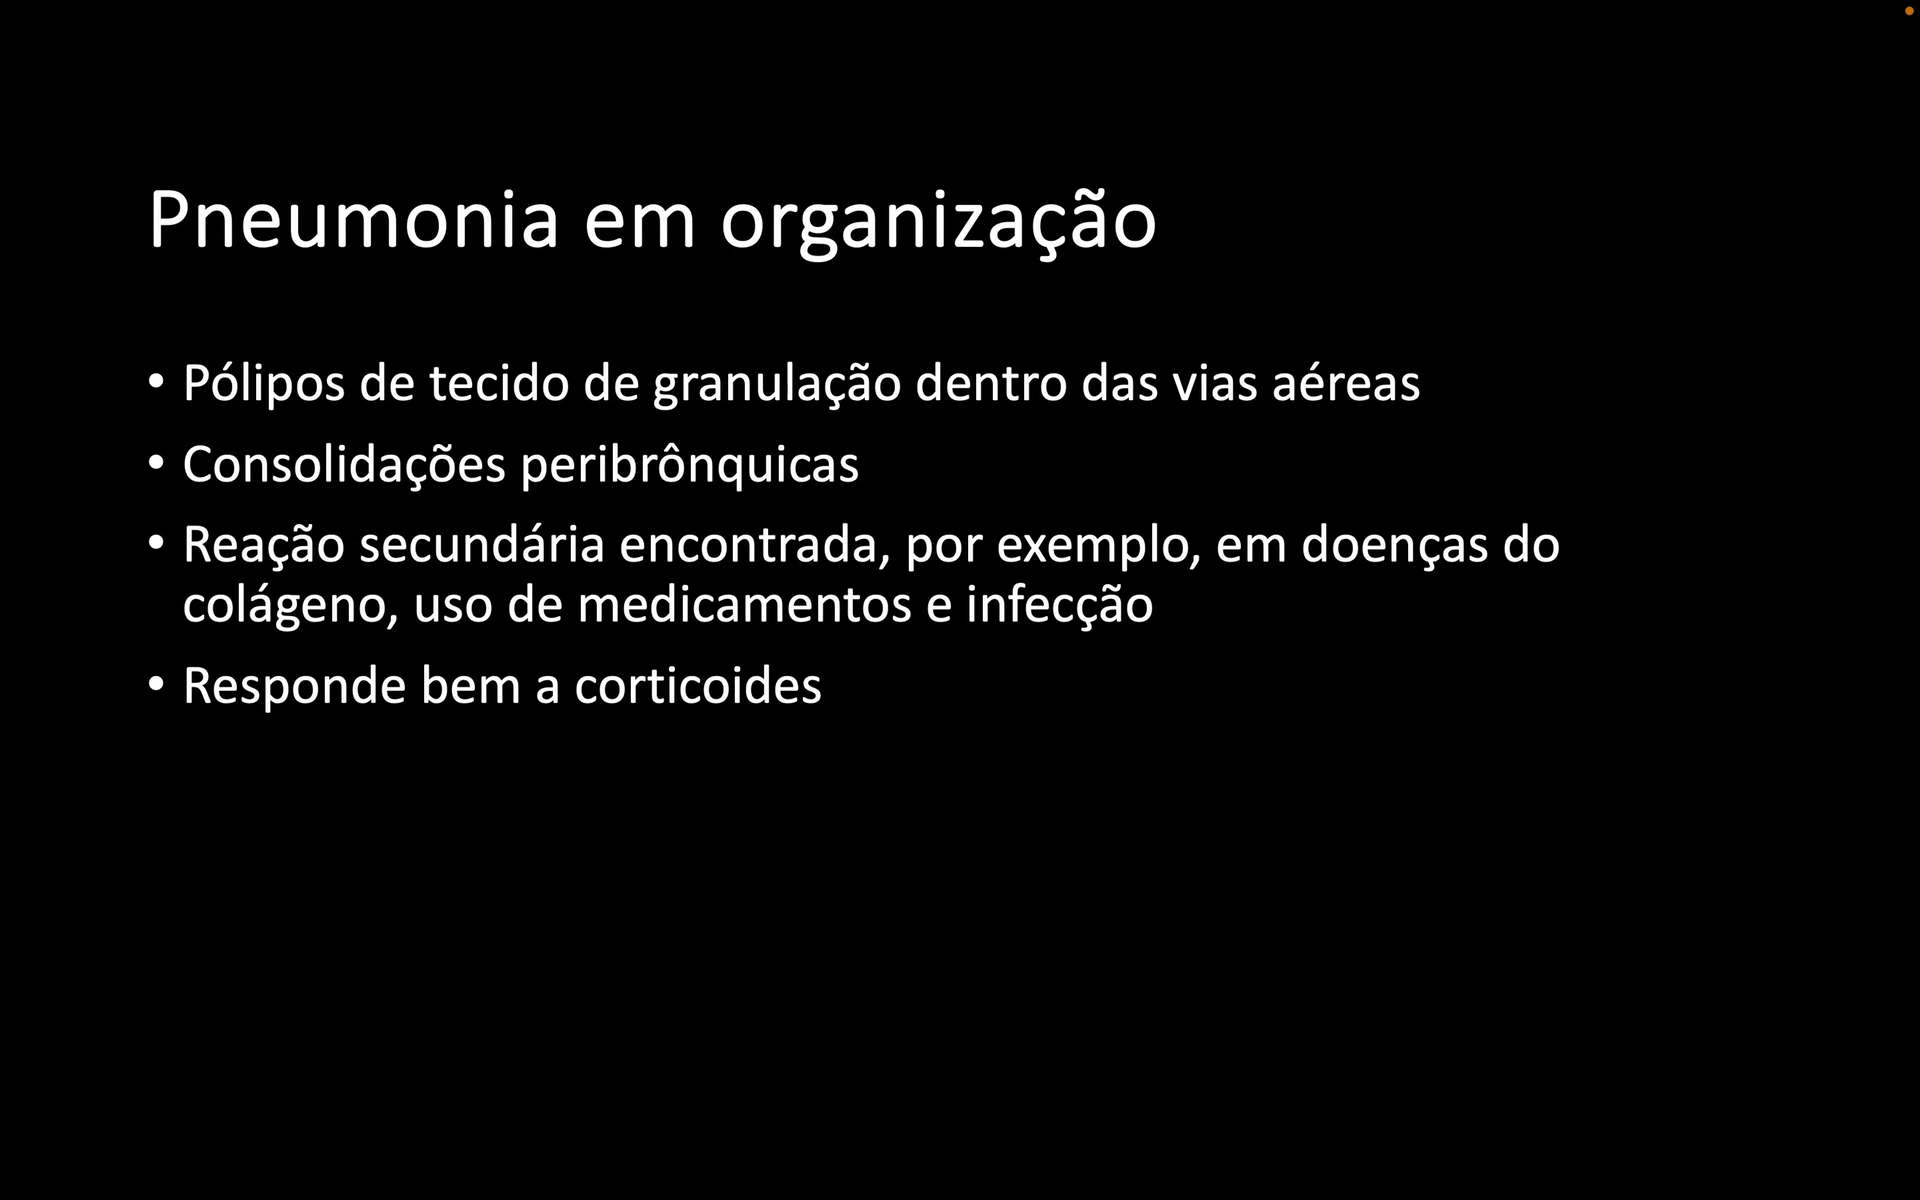 Pneumonia em organização
• Pólipos de tecido de granulação dentro das vias aéreas
• Consolidações peribrônquicas
• Reação secundária encontrada, por exemplo, em doenças do
colágeno, uso de medicamentos e infecção
• Responde bem a corticoides